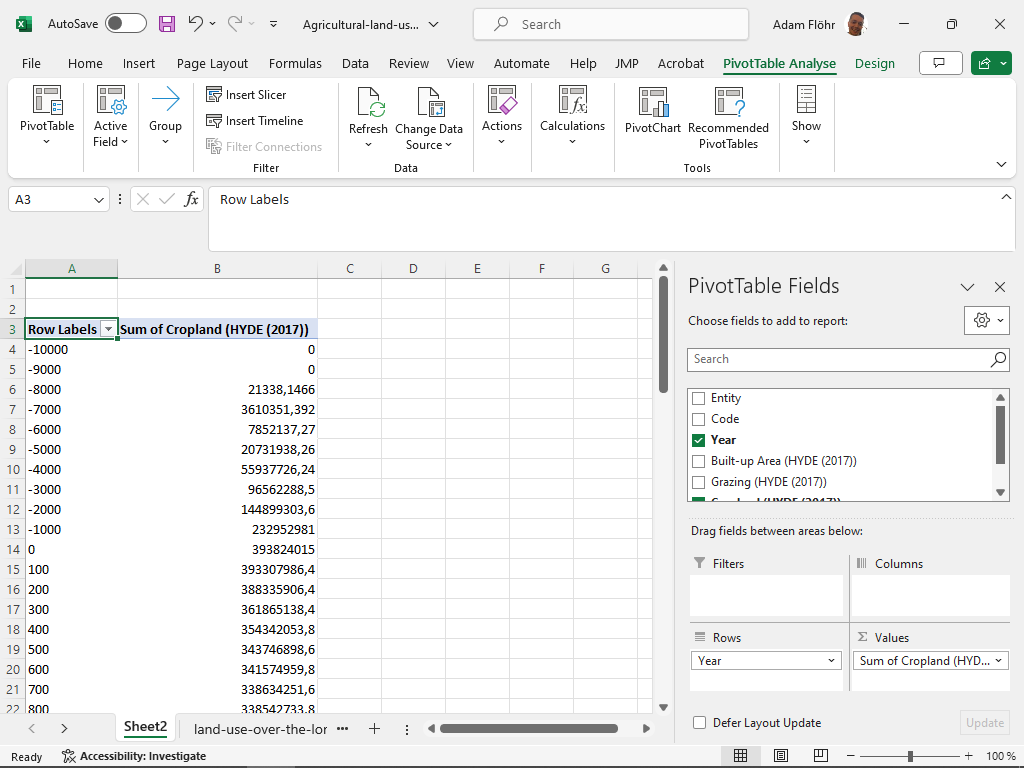 AutoSave
Agricultural-land-us...
Search
Adam Flöhr
File Home Insert Page Layout Formulas Data Review View Automate Help JMP Acrobat PivotTable Analyse Design
PivotTable
Active Field
Group
Insert Slicer
Insert Timeline
Filter Connections
Filter
Refresh
Change Data Source
Data
Actions
Calculations
PivotChart
Recommended PivotTables
Tools
Show
A3
fx
Row Labels
A B C D E F G
1
2
3 Row Labels Sum of Cropland (HYDE (2017))
4 -10000 0
5 -9000 0
6 -8000 21338,1466
7 -7000 3610351,392
8 -6000 7852137,27
9 -5000 20731938,26
10 -4000 55937726,24
11 -3000 96562288,5
12 -2000 144899303,6
13 -1000 232952981
14 0 393824015
15 100 393307986,4
16 200 388335906,4
17 300 361865138,4
18 400 354342053,8
19 500 343746898,6
20 600 341574959,8
21 700 338634251,6
22 800 338542733,8
PivotTable Fields
Choose fields to add to report:
Search
Entity
Code
Year
Built-up Area (HYDE (2017))
Grazing (HYDE (2017))
Cropland (HYDE (2017))
Drag fields between areas below:
Filters
Columns
Rows
Year
Σ Values
Sum of Cropland (HYD...
Defer Layout Update
Update
Sheet2
land-use-over-the-lor ...
Ready
Accessibility: Investigate
100 %